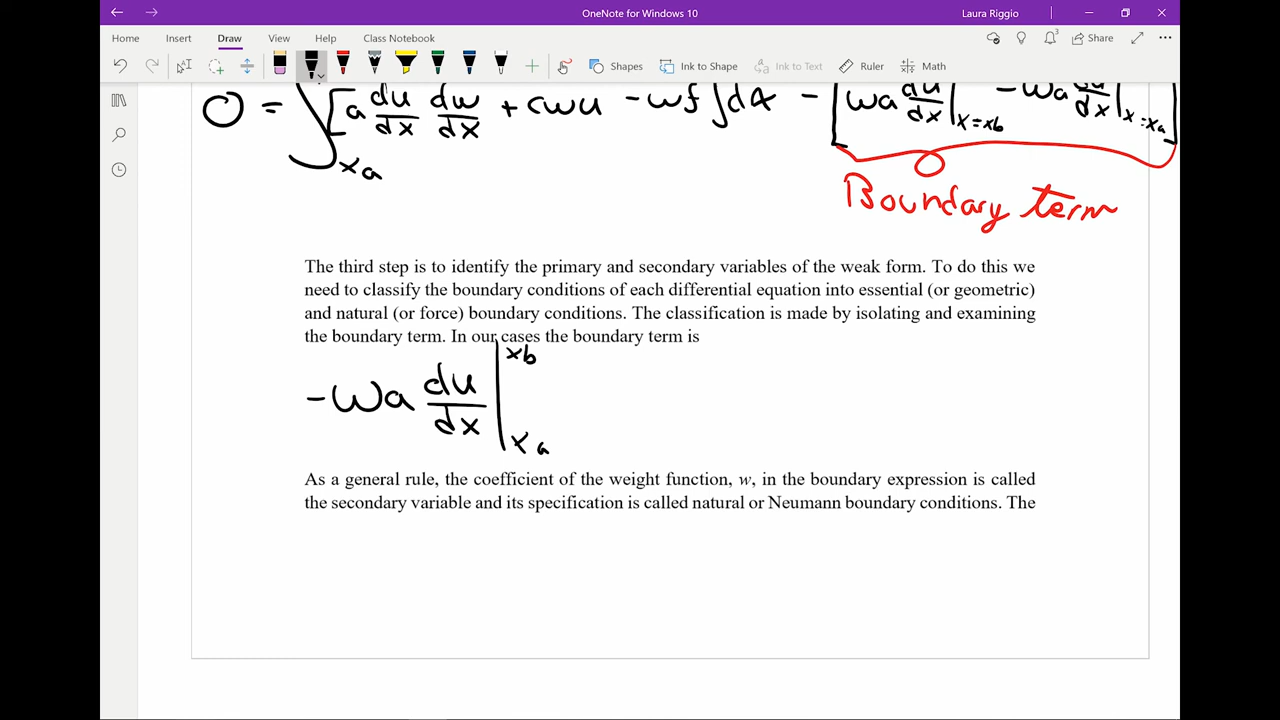 OneNote for Windows 10
Laura Riggio
Home Insert Draw View Help Class Notebook
3 Share
Shapes Ink to Shape Ink to Text Ruler Math
0 = ∫ [a du/dx dw/dx + cwu - wf] dx - [wa du/dx | x=xb - wa du/dx | x=xa]
xa
Boundary term
The third step is to identify the primary and secondary variables of the weak form. To do this we
need to classify the boundary conditions of each differential equation into essential (or geometric)
and natural (or force) boundary conditions. The classification is made by isolating and examining
the boundary term. In our cases the boundary term is
-wa du/dx | xb xa
As a general rule, the coefficient of the weight function, w, in the boundary expression is called
the secondary variable and its specification is called natural or Neumann boundary conditions. The